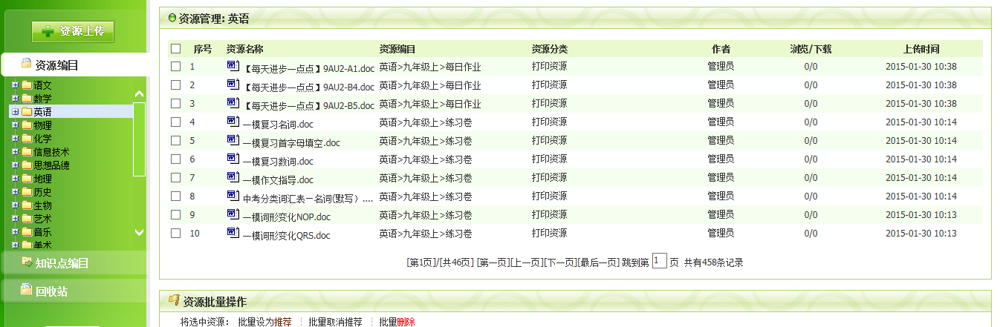 资源上传
资源编目
语文
数学
英语
物理
化学
信息技术
思想品德
地理
历史
生物
艺术
音乐
美术
知识点编目
回收站
资源管理: 英语
序号 资源名称 资源编目 资源分类 作者 浏览/下载 上传时间
1 【每天进步一点点】9AU2-A1.doc 英语>九年级上>每日作业 打印资源 管理员 0/0 2015-01-30 10:38
2 【每天进步一点点】9AU2-B4.doc 英语>九年级上>每日作业 打印资源 管理员 0/0 2015-01-30 10:38
3 【每天进步一点点】9AU2-B5.doc 英语>九年级上>每日作业 打印资源 管理员 0/0 2015-01-30 10:38
4 一模复习名词.doc 英语>九年级上>练习卷 打印资源 管理员 0/0 2015-01-30 10:14
5 一模复习首字母填空.doc 英语>九年级上>练习卷 打印资源 管理员 0/0 2015-01-30 10:14
6 一模复习数词.doc 英语>九年级上>练习卷 打印资源 管理员 0/0 2015-01-30 10:14
7 一模作文指导.doc 英语>九年级上>练习卷 打印资源 管理员 0/0 2015-01-30 10:14
8 中考分类词汇表—名词(默写）.... 英语>九年级上>练习卷 打印资源 管理员 0/0 2015-01-30 10:14
9 一模词形变化NOP.doc 英语>九年级上>练习卷 打印资源 管理员 0/0 2015-01-30 10:13
10 一模词形变化QRS.doc 英语>九年级上>练习卷 打印资源 管理员 0/0 2015-01-30 10:13
[第1页]/[共46页] [第一页][上一页][下一页][最后一页] 跳到第 1 页 共有458条记录
资源批量操作
将选中资源： 批量设为推荐 批量取消推荐 批量删除